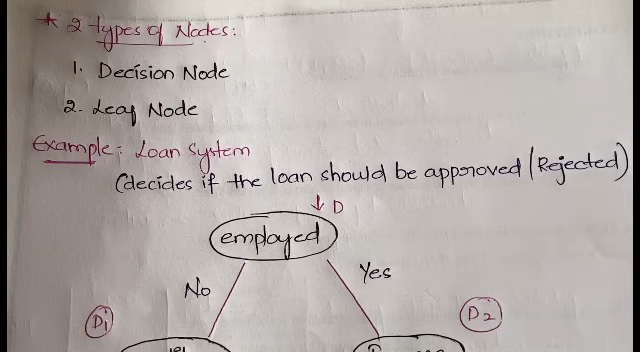 * 2 types of Nodes:
1. Decision Node
2. Leaf Node
Example: Loan System
(decides if the loan should be approved / Rejected)
↓ D
employed
No Yes
D1 D2